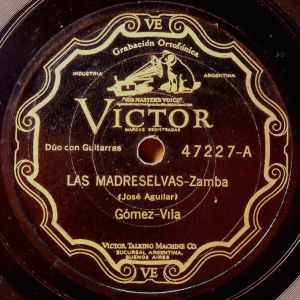 VE
Grabación Ortofónica
INDUSTRIA ARGENTINA
"HIS MASTER'S VOICE"
VICTOR
MARCAS REGISTRADAS
Dúo con Guitarras 47227-A
LAS MADRESELVAS-Zamba
(José Aguilar)
Gómez-Vila
VICTOR TALKING MACHINE CO.
SUCURSAL ARGENTINA,
BUENOS AIRES
VE